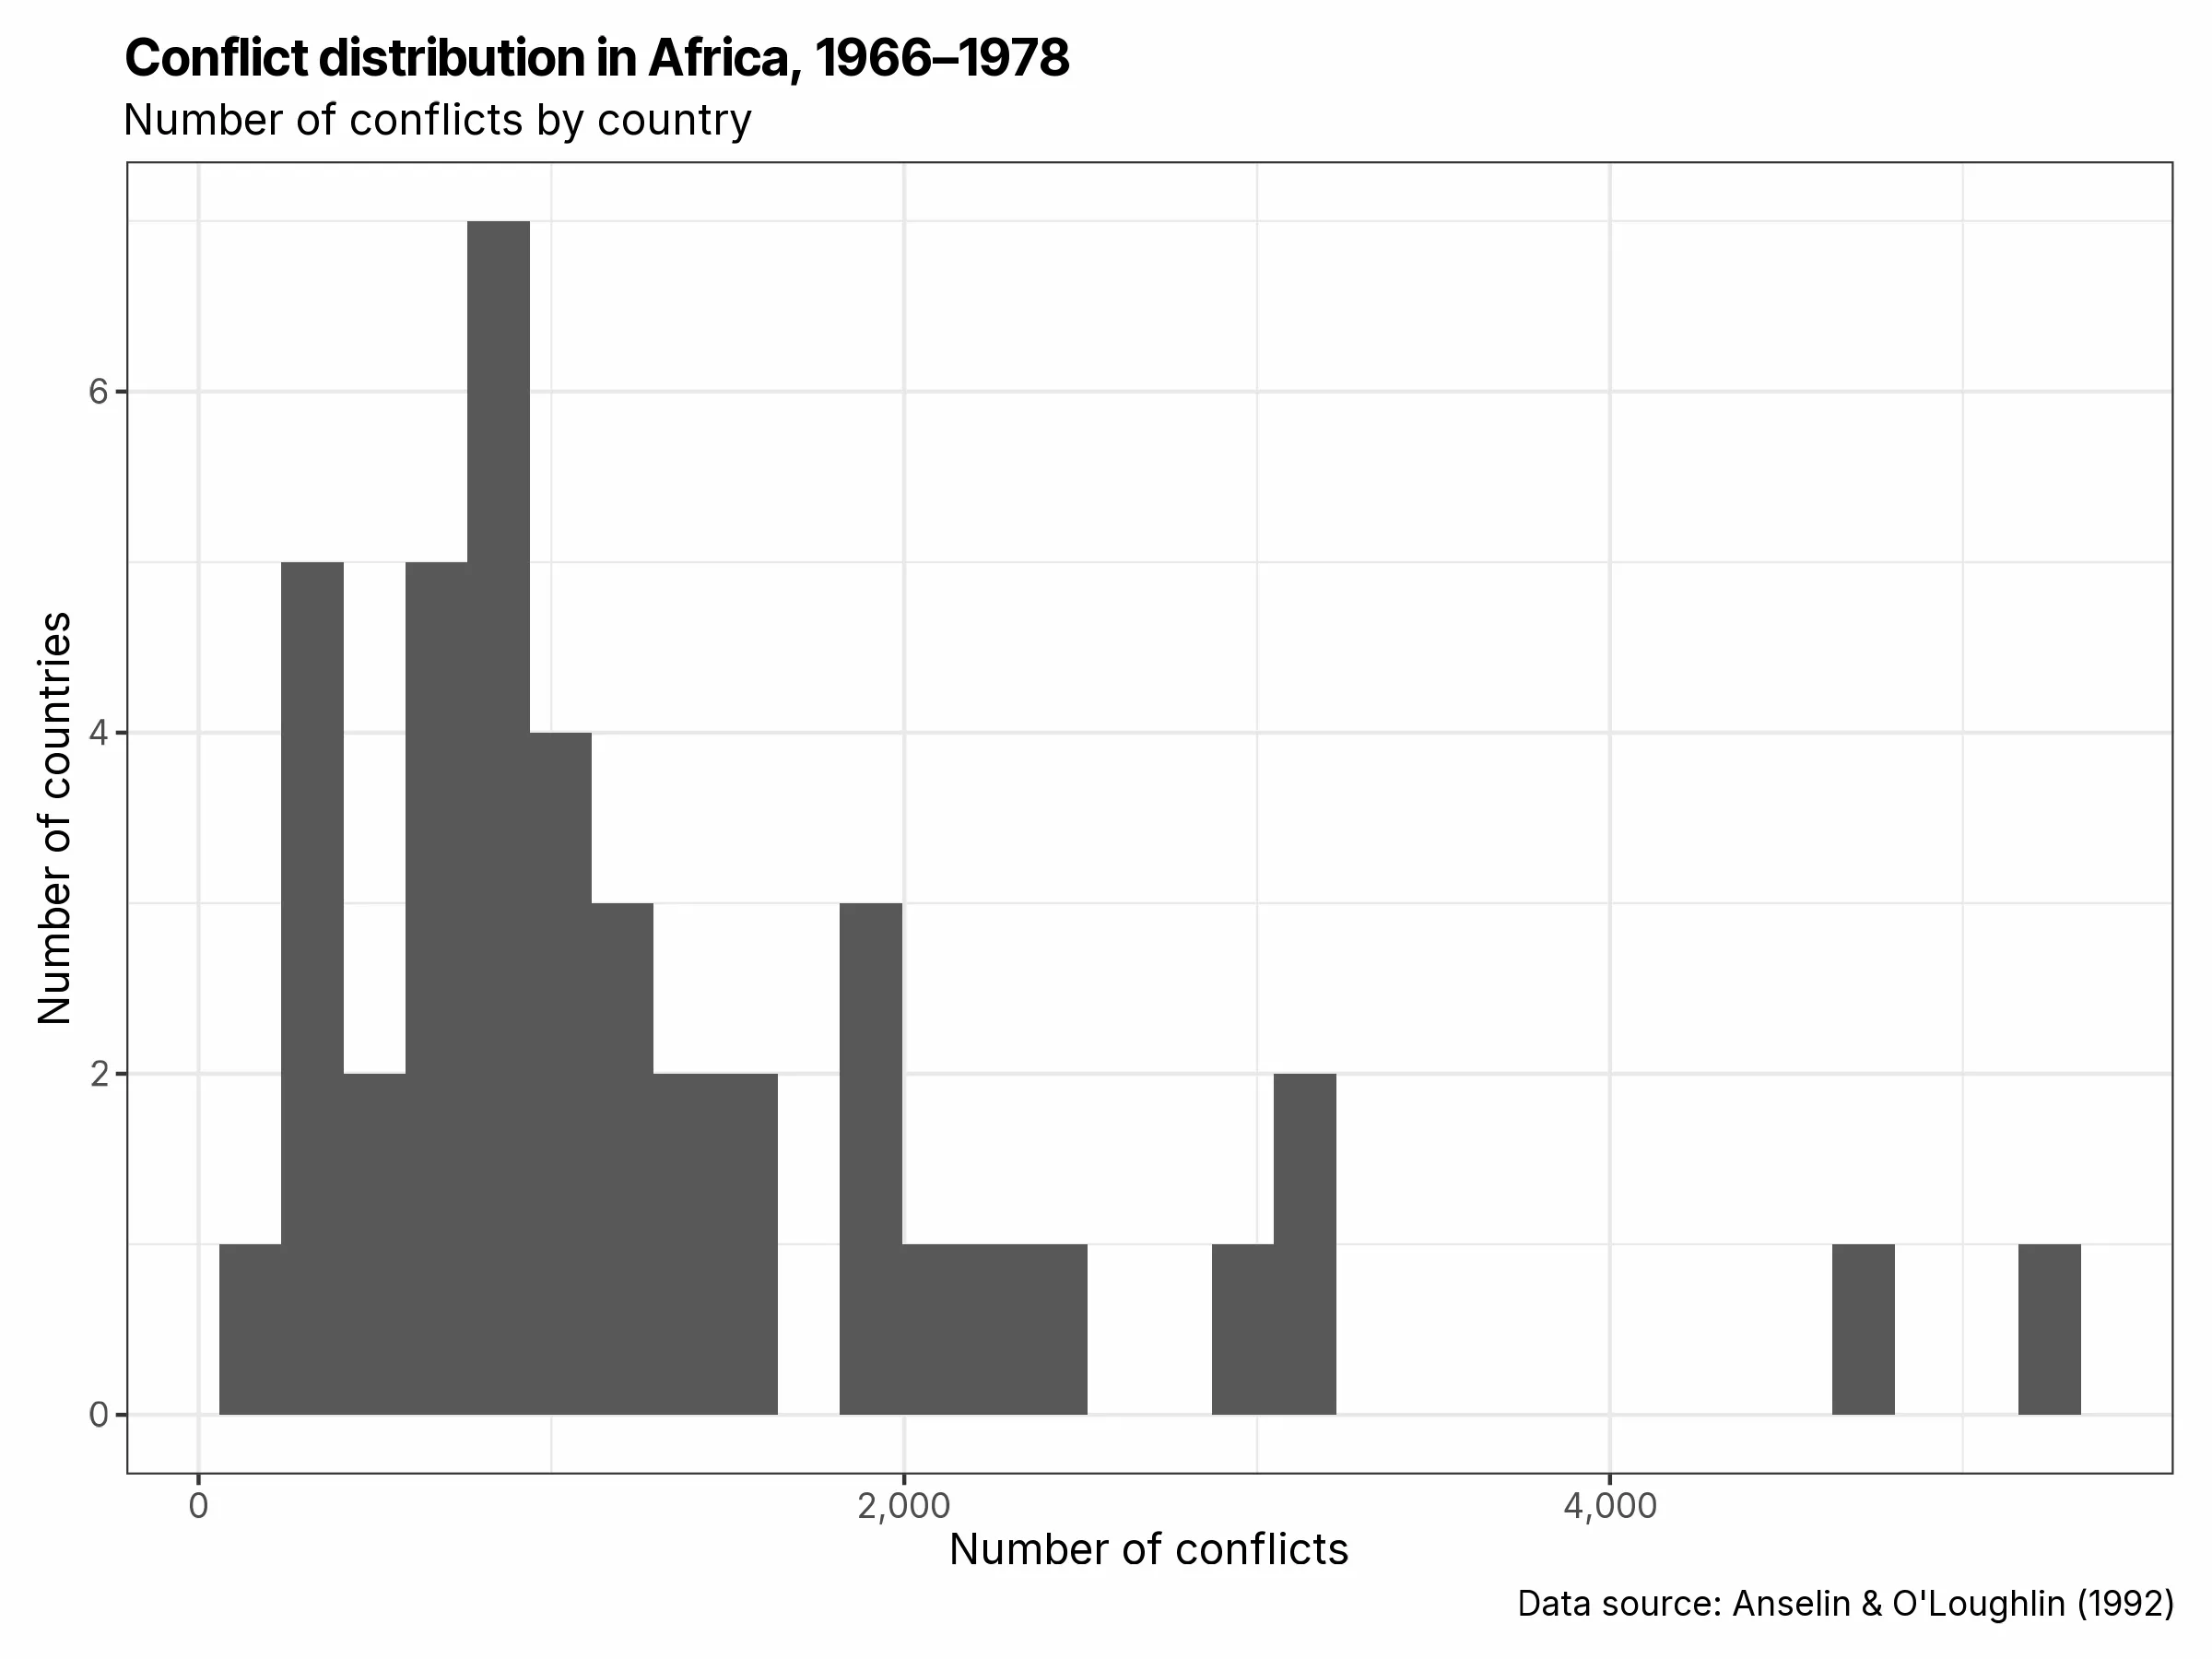 Conflict distribution in Africa, 1966–1978
Number of conflicts by country
Number of countries
6
4
2
0
0
2,000
4,000
Number of conflicts
Data source: Anselin & O'Loughlin (1992)